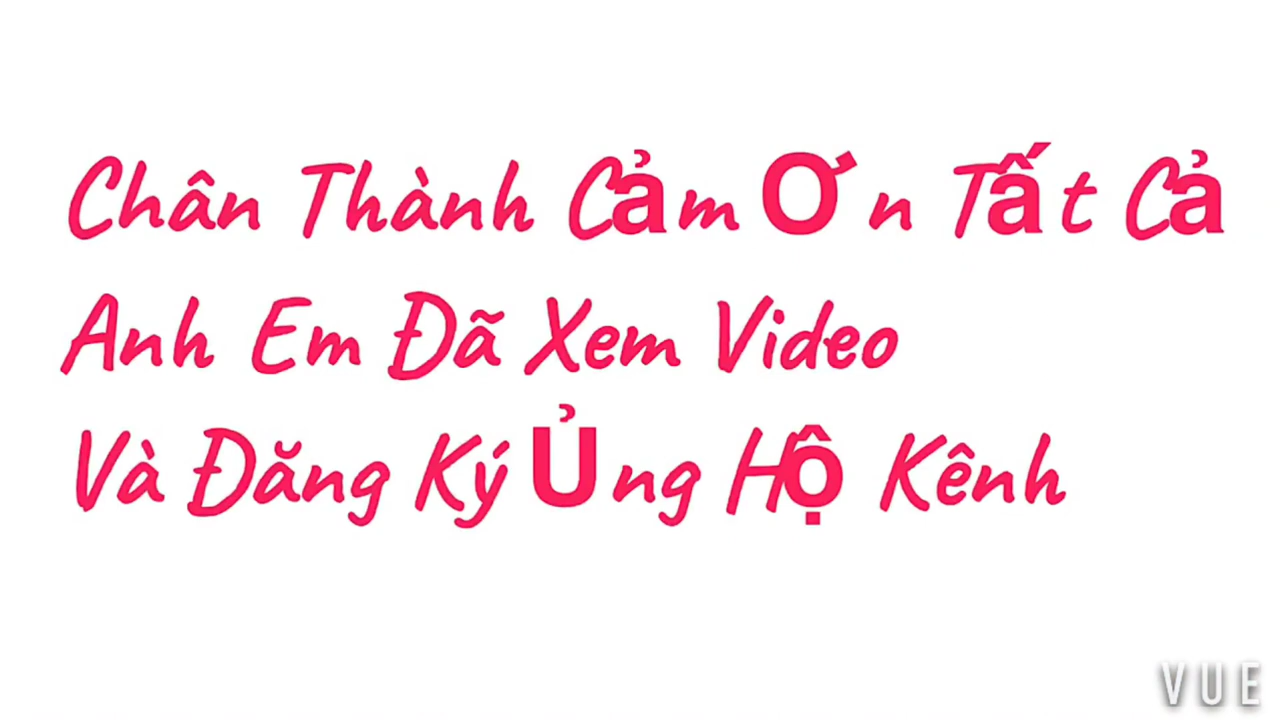 Chân Thành Cảm Ơn Tất Cả
Anh Em Đã Xem Video
Và Đăng Ký Ủng Hộ Kênh
VUE